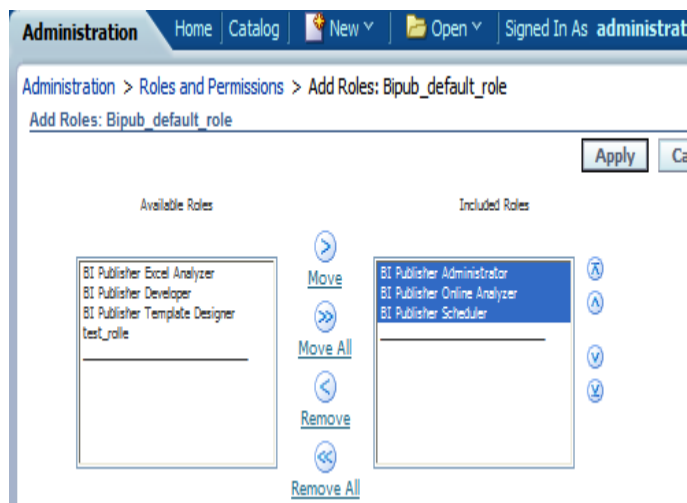 Administration Home Catalog New Open Signed In As administrat
Administration > Roles and Permissions > Add Roles: Bipub_default_role
Add Roles: Bipub_default_role
Apply Ca
Available Roles Included Roles
BI Publisher Excel Analyzer
BI Publisher Developer
BI Publisher Template Designer
test_rolle
Move
Move All
Remove
Remove All
BI Publisher Administrator
BI Publisher Online Analyzer
BI Publisher Scheduler